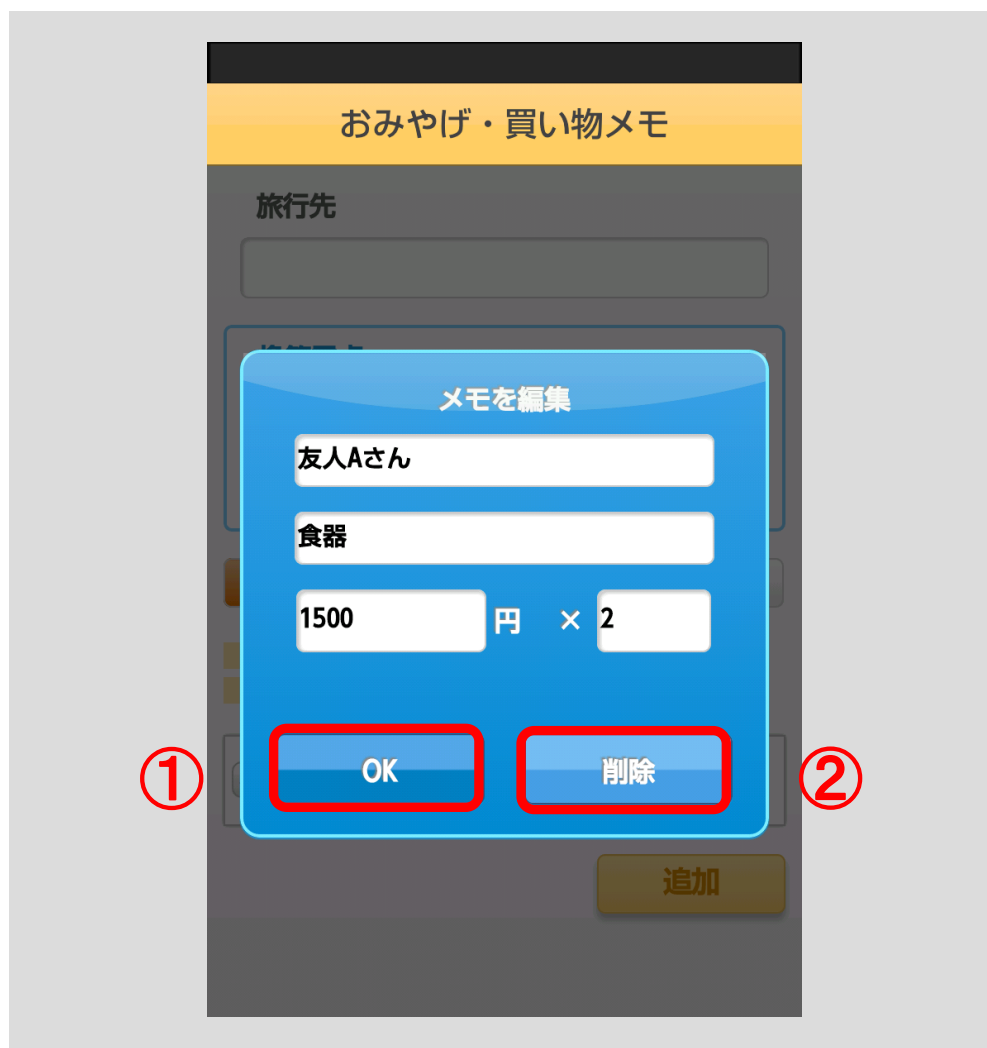 おみやげ・買い物メモ
旅行先
メモを編集
友人Aさん
食器
1500 円 × 2
① OK 削除 ②
追加